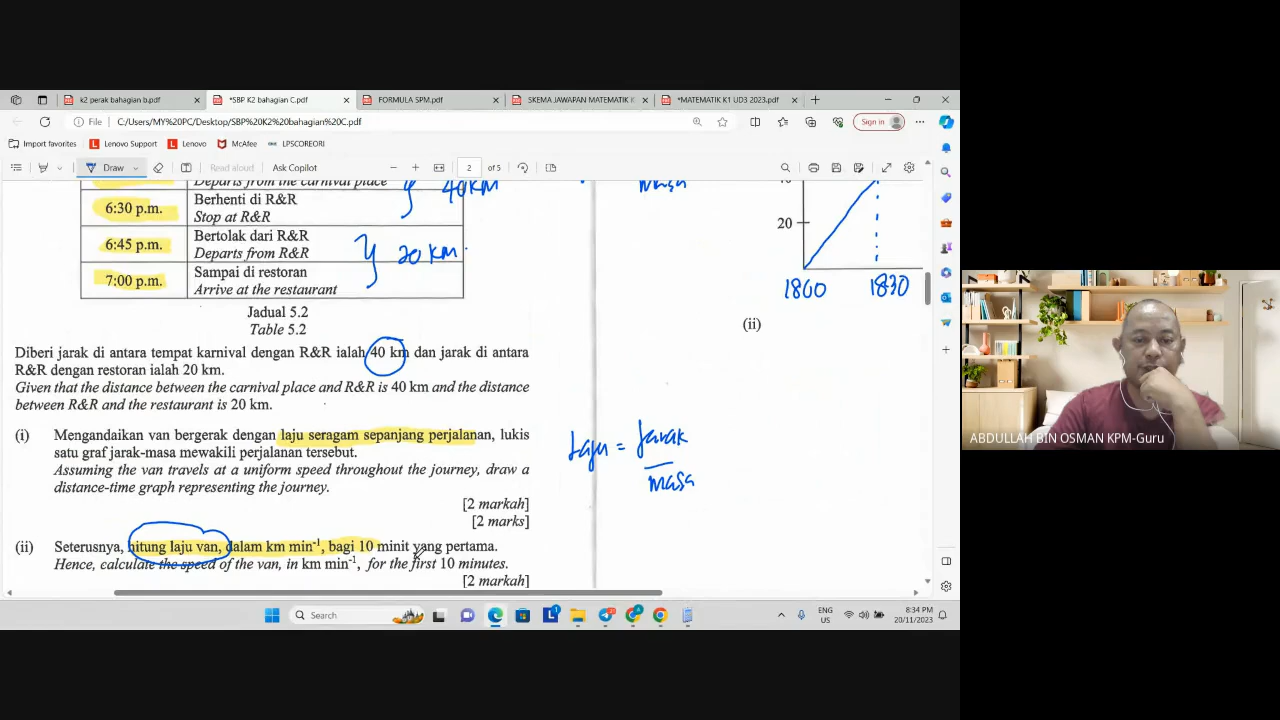 k2 perak bahagian b.pdf
*SBP K2 bahagian C.pdf
FORMULA SPM.pdf
SKEMA JAWAPAN MATEMATIK K
*MATEMATIK K1 UD3 2023.pdf
File
C:/Users/MY%20PC/Desktop/SBP%20K2%20bahagian%20C.pdf
Sign in
Import favorites
Lenovo Support
Lenovo
McAfee
LPSCOREORI
Draw
Read aloud
Ask Copilot
2
of 5
Departs from the carnival place
40 KM
6:30 p.m.
Berhenti di R&R
Stop at R&R
6:45 p.m.
Bertolak dari R&R
Departs from R&R
20 KM
7:00 p.m.
Sampai di restoran
Arrive at the restaurant
Jadual 5.2
Table 5.2
Diberi jarak di antara tempat karnival dengan R&R ialah 40 km dan jarak di antara
R&R dengan restoran ialah 20 km.
Given that the distance between the carnival place and R&R is 40 km and the distance
between R&R and the restaurant is 20 km.
(i) Mengandaikan van bergerak dengan laju seragam sepanjang perjalanan, lukis
satu graf jarak-masa mewakili perjalanan tersebut.
Assuming the van travels at a uniform speed throughout the journey, draw a
distance-time graph representing the journey.
[2 markah]
[2 marks]
(ii) Seterusnya, hitung laju van, dalam km min⁻¹, bagi 10 minit yang pertama.
Hence, calculate the speed of the van, in km min⁻¹, for the first 10 minutes.
[2 markah]
masa
20
1800
1830
(ii)
Laju = Jarak
masa
ABDULLAH BIN OSMAN KPM-Guru
Search
ENG
US
8:34 PM
20/11/2023